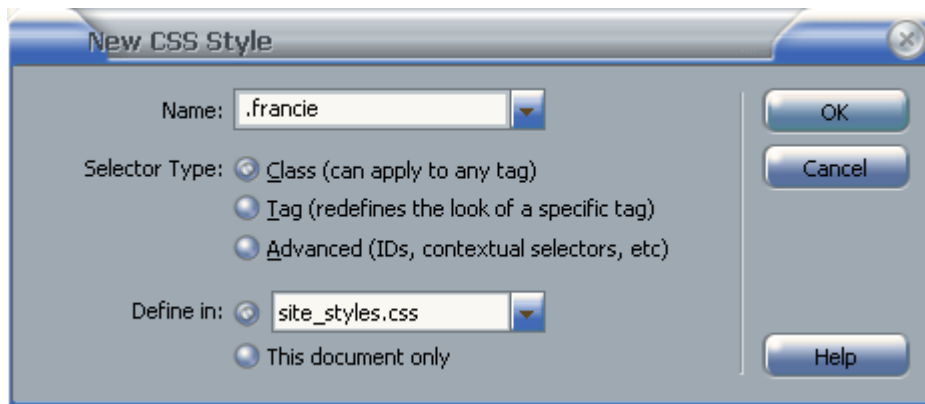 New CSS Style
Name: .francie
OK
Selector Type: Class (can apply to any tag)
Cancel
Tag (redefines the look of a specific tag)
Advanced (IDs, contextual selectors, etc)
Define in: site_styles.css
This document only
Help